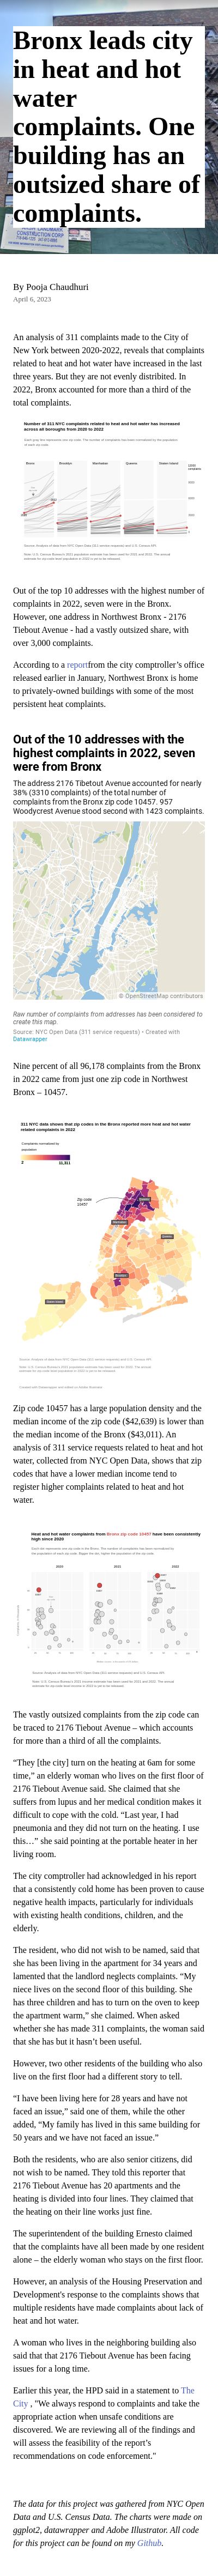 Bronx leads city
in heat and hot
water
complaints. One
building has an
outsized share of
complaints.
By Pooja Chaudhuri
April 6, 2023
An analysis of 311 complaints made to the City of
New York between 2020-2022, reveals that complaints
related to heat and hot water have increased in the last
three years. But they are not evenly distribited. In
2022, Bronx accounted for more than a third of the
total complaints.
Number of 311 NYC complaints related to heat and hot water has increased
across all boroughs from 2020 to 2022
Bronx
Brooklyn
Manhattan
Queens
Staten Island
Out of the top 10 addresses with the highest number of
complaints in 2022, seven were in the Bronx.
However, one address in Northwest Bronx - 2176
Tiebout Avenue - had a vastly outsized share, with
over 3,000 complaints.
According to a reportfrom the city comptroller’s office
released earlier in January, Northwest Bronx is home
to privately-owned buildings with some of the most
persistent heat complaints.
Out of the 10 addresses with the
highest complaints in 2022, seven
were from Bronx
The address 2176 Tibetout Avenue accounted for nearly
38% (3310 complaints) of the total number of
complaints from the Bronx zip code 10457. 957
Woodycrest Avenue stood second with 1423 complaints.
© OpenStreetMap contributors
Raw number of complaints from addresses has been considered to
create this map.
Source: NYC Open Data (311 service requests) • Created with
Datawrapper
Nine percent of all 96,178 complaints from the Bronx
in 2022 came from just one zip code in Northwest
Bronx – 10457.
311 NYC data shows that zip codes in the Bronx reported more heat and hot water
related complaints in 2022
Complaints normalized by
population
2 11,311
Zip code
10457
Zip code 10457 has a large population density and the
median income of the zip code ($42,639) is lower than
the median income of the Bronx ($43,011). An
analysis of 311 service requests related to heat and hot
water, collected from NYC Open Data, shows that zip
codes that have a lower median income tend to
register higher complaints related to heat and hot
water.
Heat and hot water complaints from Bronx zip code 10457 have been consistently
high since 2020
2020
2021
2022
The vastly outsized complaints from the zip code can
be traced to 2176 Tiebout Avenue – which accounts
for more than a third of all the complaints.
“They [the city] turn on the heating at 6am for some
time,” an elderly woman who lives on the first floor of
2176 Tiebout Avenue said. She claimed that she
suffers from lupus and her medical condition makes it
difficult to cope with the cold. “Last year, I had
pneumonia and they did not turn on the heating. I use
this…” she said pointing at the portable heater in her
living room.
The city comptroller had acknowledged in his report
that a consistently cold home has been proven to cause
negative health impacts, particularly for individuals
with existing health conditions, children, and the
elderly.
The resident, who did not wish to be named, said that
she has been living in the apartment for 34 years and
lamented that the landlord neglects complaints. “My
niece lives on the second floor of this building. She
has three children and has to turn on the oven to keep
the apartment warm,” she claimed. When asked
whether she has made 311 complaints, the woman said
that she has but it hasn’t been useful.
However, two other residents of the building who also
live on the first floor had a different story to tell.
“I have been living here for 28 years and have not
faced an issue,” said one of them, while the other
added, “My family has lived in this same building for
50 years and we have not faced an issue.”
Both the residents, who are also senior citizens, did
not wish to be named. They told this reporter that
2176 Tiebout Avenue has 20 apartments and the
heating is divided into four lines. They claimed that
the heating on their line works just fine.
The superintendent of the building Ernesto claimed
that the complaints have all been made by one resident
alone – the elderly woman who stays on the first floor.
However, an analysis of the Housing Preservation and
Development's response to the complaints shows that
multiple residents have made complaints about lack of
heat and hot water.
A woman who lives in the neighboring building also
said that that 2176 Tiebout Avenue has been facing
issues for a long time.
Earlier this year, the HPD said in a statement to The
City , "We always respond to complaints and take the
appropriate action when unsafe conditions are
discovered. We are reviewing all of the findings and
will assess the feasibility of the report’s
recommendations on code enforcement."
The data for this project was gathered from NYC Open
Data and U.S. Census Data. The charts were made on
ggplot2, datawrapper and Adobe Illustrator. All code
for this project can be found on my Github.